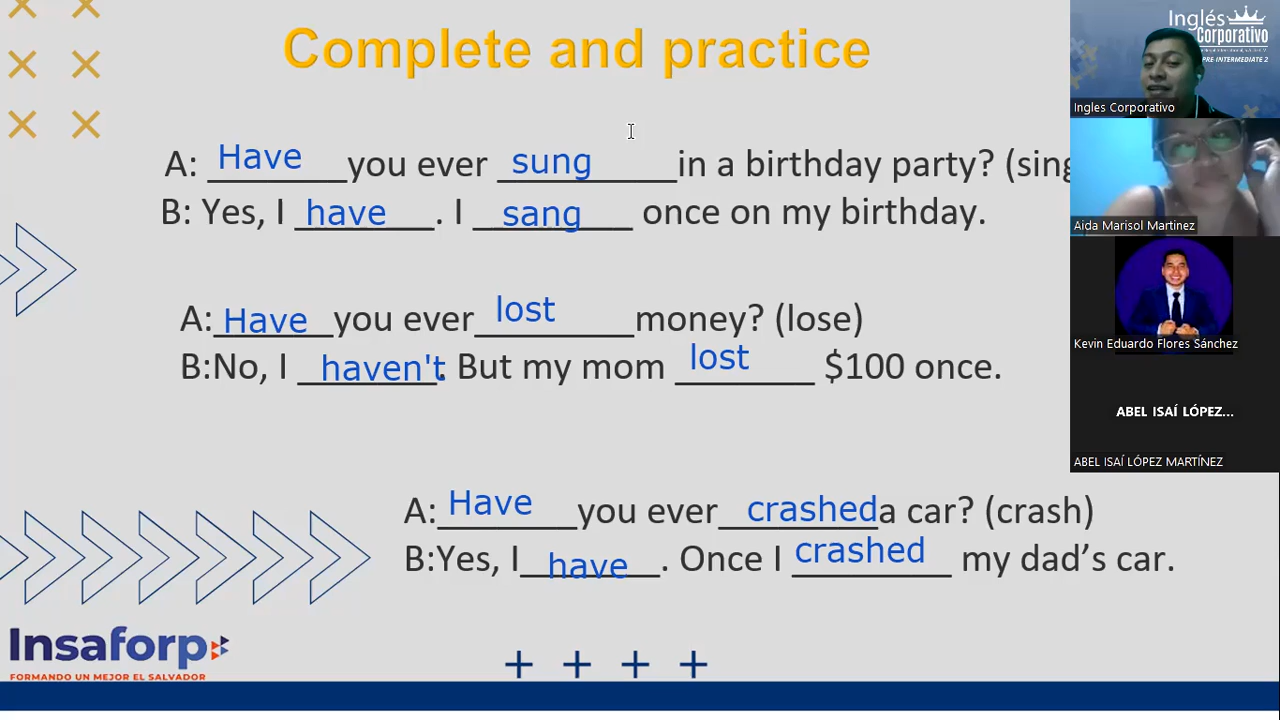 Complete and practice
A: Have you ever sung in a birthday party? (sing
B: Yes, I have. I sang once on my birthday.
A: Have you ever lost money? (lose)
B:No, I haven't. But my mom lost $100 once.
A: Have you ever crashed a car? (crash)
B:Yes, I have. Once I crashed my dad's car.
Insaforp
FORMANDO UN MEJOR EL SALVADOR
Inglés
Corporativo
PRE INTERMEDIATE 2
Ingles Corporativo
Aida Marisol Martinez
Kevin Eduardo Flores Sánchez
ABEL ISAÍ LÓPEZ...
ABEL ISAÍ LÓPEZ MARTÍNEZ